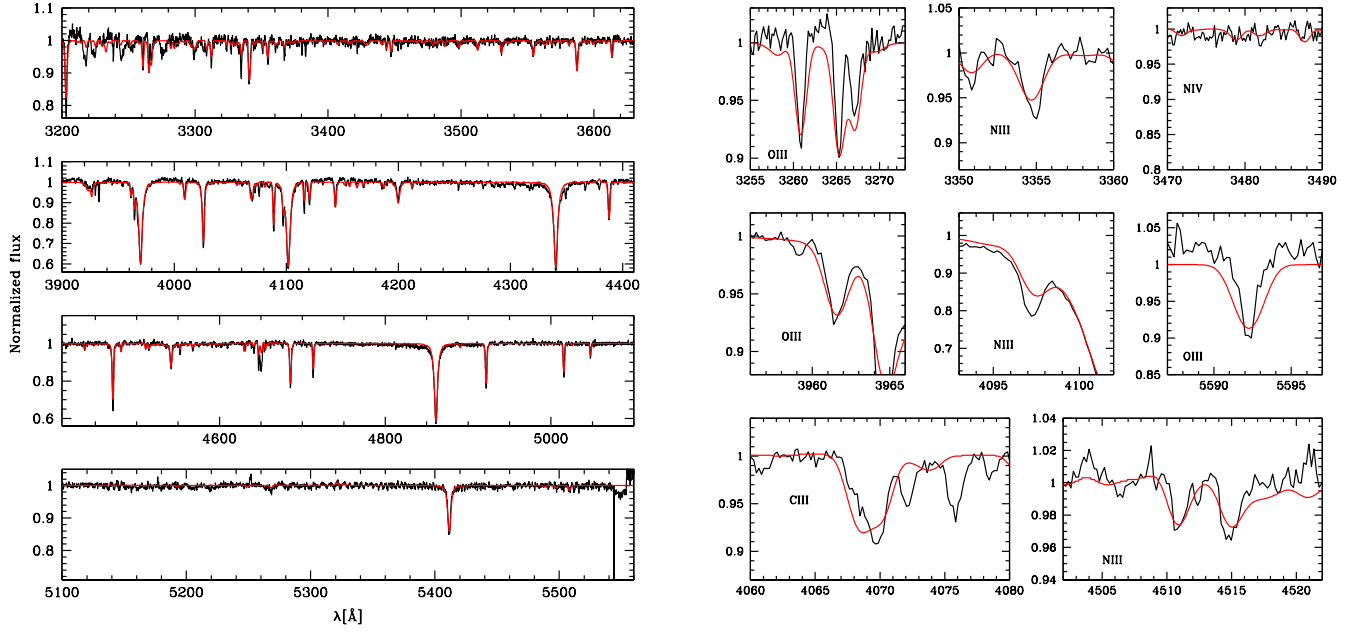 1.1
1
0.9
0.8
3200 3300 3400 3500 3600
1.1
1
0.9
0.8
0.7
0.6
3900 4000 4100 4200 4300 4400
1
0.8
0.6
4600 4800 5000
1
0.9
0.8
5100 5200 5300 5400 5500
Normalized flux
λ[Å]
1
0.95
0.9
OIII
3255 3261 3267 3273
1.05
1
0.95
0.9
NIII
3350 3355 3360
1
0.95
0.9
0.85
0.8
NIV
3470 3480 3490
1
0.95
0.9
OIII
3960 3965
1
0.9
0.8
0.7
NIII
4095 4100
1.05
1
0.95
0.9
0.85
OIII
5590 5595
1
0.95
0.9
CIII
4060 4065 4070 4075 4080
1.04
1.02
1
0.98
0.96
0.94
NIII
4505 4510 4515 4520